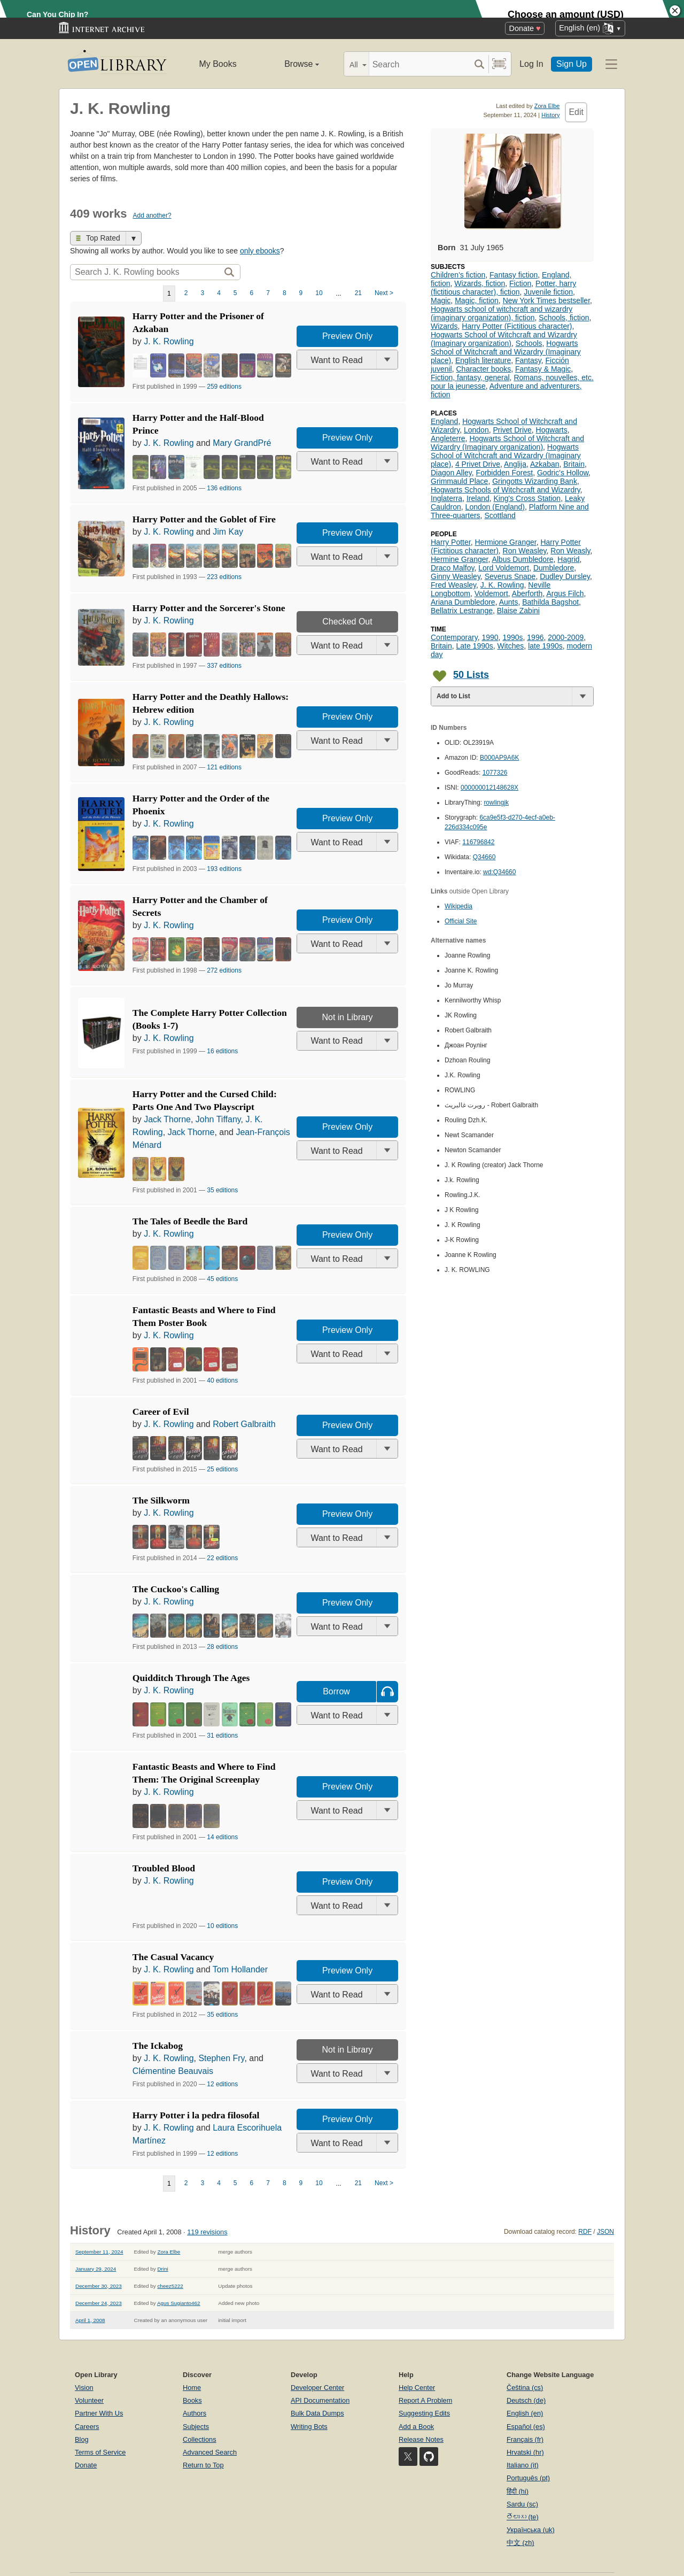 Can You Chip In?
Choose an amount (USD)
INTERNET ARCHIVE
Donate ♥
English (en)
OPEN LIBRARY
My Books
Browse
All
Search
Log In
Sign Up
J. K. Rowling
Last edited by Zora Elbe
September 11, 2024 | History
Edit
Joanne "Jo" Murray, OBE (née Rowling), better known under the pen name J. K. Rowling, is a British
author best known as the creator of the Harry Potter fantasy series, the idea for which was conceived
whilst on a train trip from Manchester to London in 1990. The Potter books have gained worldwide
attention, won multiple awards, sold more than 400 million copies, and been the basis for a popular
series of films.
409 works Add another?
Top Rated
Showing all works by author. Would you like to see only ebooks?
Search J. K. Rowling books
1 2 3 4 5 6 7 8 9 10 ... 21 Next >
Harry Potter and the Prisoner of
Azkaban
by J. K. Rowling
First published in 1999 — 259 editions
Preview Only
Want to Read
Harry Potter and the Half-Blood
Prince
by J. K. Rowling and Mary GrandPré
First published in 2005 — 136 editions
Preview Only
Want to Read
Harry Potter and the Goblet of Fire
by J. K. Rowling and Jim Kay
First published in 1993 — 223 editions
Preview Only
Want to Read
Harry Potter and the Sorcerer's Stone
by J. K. Rowling
First published in 1997 — 337 editions
Checked Out
Want to Read
Harry Potter and the Deathly Hallows:
Hebrew edition
by J. K. Rowling
First published in 2007 — 121 editions
Preview Only
Want to Read
Harry Potter and the Order of the
Phoenix
by J. K. Rowling
First published in 2003 — 193 editions
Preview Only
Want to Read
Harry Potter and the Chamber of
Secrets
by J. K. Rowling
First published in 1998 — 272 editions
Preview Only
Want to Read
The Complete Harry Potter Collection
(Books 1-7)
by J. K. Rowling
First published in 1999 — 16 editions
Not in Library
Want to Read
Harry Potter and the Cursed Child:
Parts One And Two Playscript
by Jack Thorne, John Tiffany, J. K.
Rowling, Jack Thorne, and Jean-François
Ménard
First published in 2001 — 35 editions
Preview Only
Want to Read
The Tales of Beedle the Bard
by J. K. Rowling
First published in 2008 — 45 editions
Preview Only
Want to Read
Fantastic Beasts and Where to Find
Them Poster Book
by J. K. Rowling
First published in 2001 — 40 editions
Preview Only
Want to Read
Career of Evil
by J. K. Rowling and Robert Galbraith
First published in 2015 — 25 editions
Preview Only
Want to Read
The Silkworm
by J. K. Rowling
First published in 2014 — 22 editions
Preview Only
Want to Read
The Cuckoo's Calling
by J. K. Rowling
First published in 2013 — 28 editions
Preview Only
Want to Read
Quidditch Through The Ages
by J. K. Rowling
First published in 2001 — 31 editions
Borrow
Want to Read
Fantastic Beasts and Where to Find
Them: The Original Screenplay
by J. K. Rowling
First published in 2001 — 14 editions
Preview Only
Want to Read
Troubled Blood
by J. K. Rowling
First published in 2020 — 10 editions
Preview Only
Want to Read
The Casual Vacancy
by J. K. Rowling and Tom Hollander
First published in 2012 — 35 editions
Preview Only
Want to Read
The Ickabog
by J. K. Rowling, Stephen Fry, and
Clémentine Beauvais
First published in 2020 — 12 editions
Not in Library
Want to Read
Harry Potter i la pedra filosofal
by J. K. Rowling and Laura Escorihuela
Martínez
First published in 1999 — 12 editions
Preview Only
Want to Read
1 2 3 4 5 6 7 8 9 10 ... 21 Next >
Born 31 July 1965
SUBJECTS
Children's fiction, Fantasy fiction, England,
fiction, Wizards, fiction, Fiction, Potter, harry
(fictitious character), fiction, Juvenile fiction,
Magic, Magic, fiction, New York Times bestseller,
Hogwarts school of witchcraft and wizardry
(imaginary organization), fiction, Schools, fiction,
Wizards, Harry Potter (Fictitious character),
Hogwarts School of Witchcraft and Wizardry
(Imaginary organization), Schools, Hogwarts
School of Witchcraft and Wizardry (Imaginary
place), English literature, Fantasy, Ficción
juvenil, Character books, Fantasy & Magic,
Fiction, fantasy, general, Romans, nouvelles, etc.
pour la jeunesse, Adventure and adventurers,
fiction
PLACES
England, Hogwarts School of Witchcraft and
Wizardry, London, Privet Drive, Hogwarts,
Angleterre, Hogwarts School of Witchcraft and
Wizardry (Imaginary organization), Hogwarts
School of Witchcraft and Wizardry (Imaginary
place), 4 Privet Drive, Anglija, Azkaban, Britain,
Diagon Alley, Forbidden Forest, Godric's Hollow,
Grimmauld Place, Gringotts Wizarding Bank,
Hogwarts Schools of Witchcraft and Wizardry,
Inglaterra, Ireland, King's Cross Station, Leaky
Cauldron, London (England), Platform Nine and
Three-quarters, Scottland
PEOPLE
Harry Potter, Hermione Granger, Harry Potter
(Fictitious character), Ron Weasley, Ron Weasly,
Hermine Granger, Albus Dumbledore, Hagrid,
Draco Malfoy, Lord Voldemort, Dumbledore,
Ginny Weasley, Severus Snape, Dudley Dursley,
Fred Weasley, J. K. Rowling, Neville
Longbottom, Voldemort, Aberforth, Argus Filch,
Ariana Dumbledore, Aunts, Bathilda Bagshot,
Bellatrix Lestrange, Blaise Zabini
TIME
Contemporary, 1990, 1990s, 1996, 2000-2009,
Britain, Late 1990s, Witches, late 1990s, modern
day
50 Lists
Add to List
ID Numbers
OLID: OL23919A
Amazon ID: B000AP9A6K
GoodReads: 1077326
ISNI: 000000012148628X
LibraryThing: rowlingjk
Storygraph: 6ca9e5f3-d270-4ecf-a0eb-
226d334c095e
VIAF: 116796842
Wikidata: Q34660
Inventaire.io: wd:Q34660
Links outside Open Library
Wikipedia
Official Site
Alternative names
Joanne Rowling
Joanne K. Rowling
Jo Murray
Kennilworthy Whisp
JK Rowling
Robert Galbraith
Джоан Роулінг
Dzhoan Rouling
J.K. Rowling
ROWLING
روبرت غالبريث - Robert Galbraith
Rouling Dzh.K.
Newt Scamander
Newton Scamander
J. K Rowling (creator) Jack Thorne
J.k. Rowling
Rowling.J.K.
J K Rowling
J. K Rowling
J-K Rowling
Joanne K Rowling
J. K. ROWLING
History Created April 1, 2008 · 119 revisions
Download catalog record: RDF / JSON
September 11, 2024 Edited by Zora Elbe merge authors
January 29, 2024 Edited by Drini merge authors
December 30, 2023 Edited by cheez5222 Update photos
December 24, 2023 Edited by Agus Sugianto462 Added new photo
April 1, 2008 Created by an anonymous user initial import
Open Library
Vision
Volunteer
Partner With Us
Careers
Blog
Terms of Service
Donate
Discover
Home
Books
Authors
Subjects
Collections
Advanced Search
Return to Top
Develop
Developer Center
API Documentation
Bulk Data Dumps
Writing Bots
Help
Help Center
Report A Problem
Suggesting Edits
Add a Book
Release Notes
Change Website Language
Čeština (cs)
Deutsch (de)
English (en)
Español (es)
Français (fr)
Hrvatski (hr)
Italiano (it)
Português (pt)
हिंदी (hi)
Sardu (sc)
తెలుగు (te)
Українська (uk)
中文 (zh)